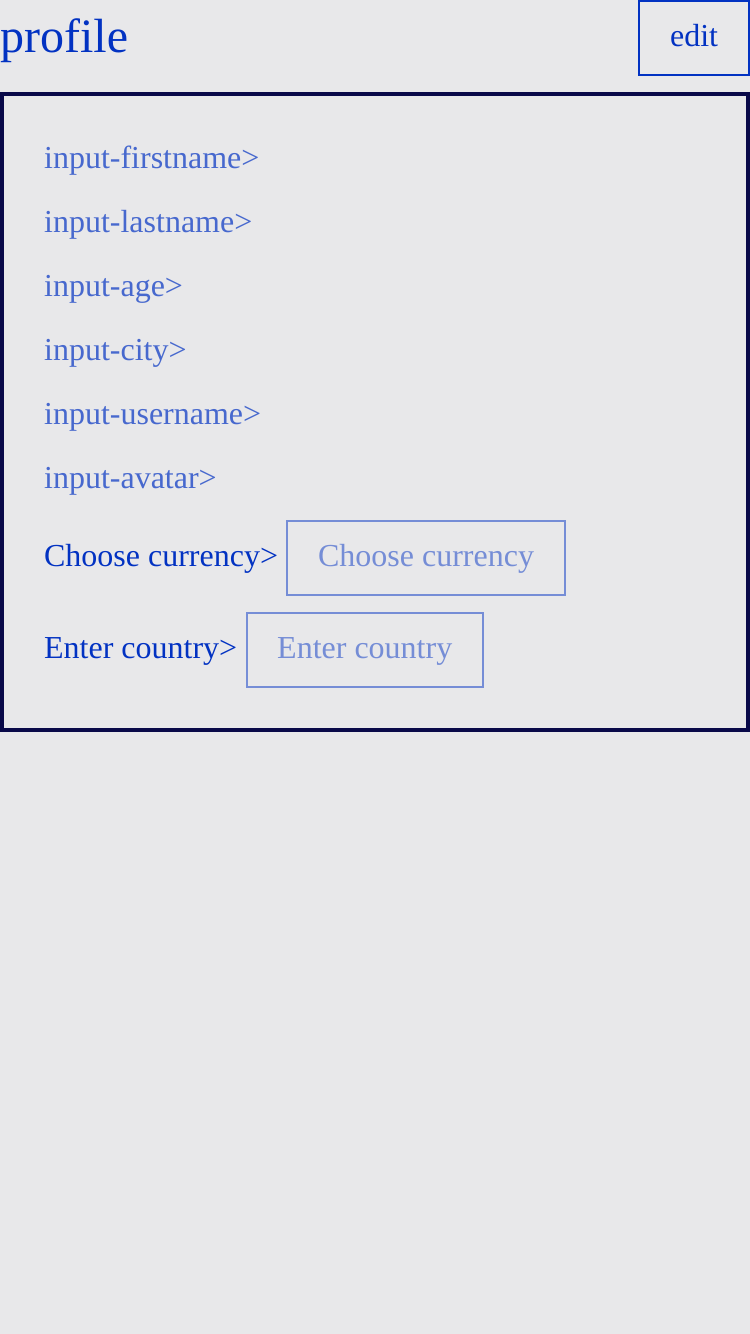 profile edit
input-firstname>
input-lastname>
input-age>
input-city>
input-username>
input-avatar>
Choose currency> Choose currency
Enter country> Enter country